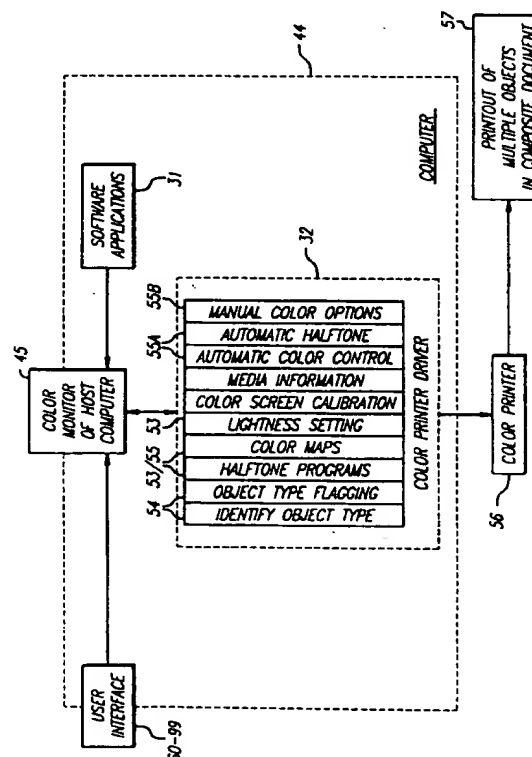 45
COLOR
MONITOR
OF HOST
COMPUTER
USER
INTERFACE
60-99
SOFTWARE
APPLICATIONS
31
44
COMPUTER
32
55B
55A
53
53/55
54
MANUAL COLOR OPTIONS
AUTOMATIC HALFTONE
AUTOMATIC COLOR CONTROL
MEDIA INFORMATION
COLOR SCREEN CALIBRATION
LIGHTNESS SETTING
COLOR MAPS
HALFTONE PROGRAMS
OBJECT TYPE FLAGGING
IDENTIFY OBJECT TYPE
COLOR PRINTER DRIVER
COLOR PRINTER
56
57
PRINTOUT OF
MULTIPLE OBJECTS
IN COMPOSITE DOCUMENT